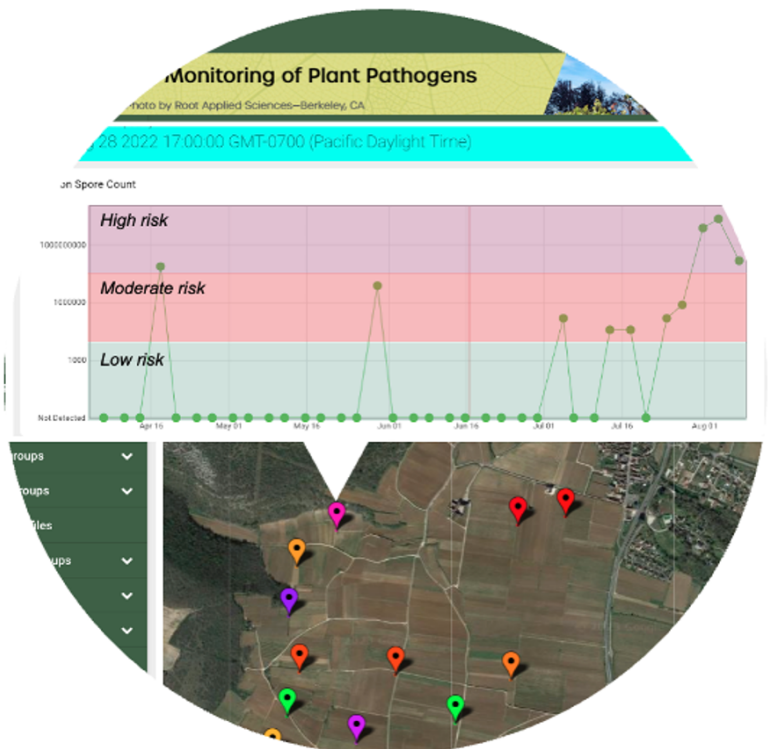 Monitoring of Plant Pathogens
Photo by Root Applied Sciences—Berkeley, CA
28 2022 17:00:00 GMT-0700 (Pacific Daylight Time)
on Spore Count
High risk
1000000000
Moderate risk
1000000
Low risk
1000
Not Detected
Apr 16 May 01 May 16 Jun 01 Jun 16 Jul 01 Jul 16 Aug 01
roups
roups
files
ups